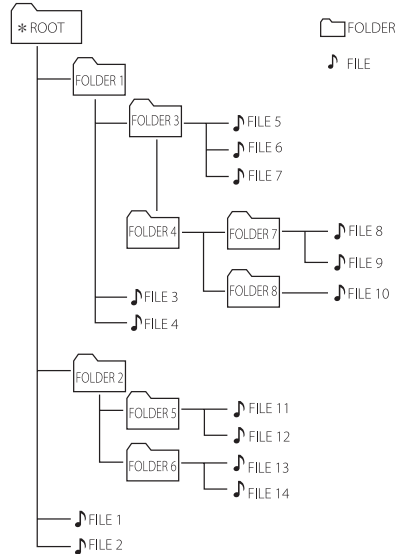 * ROOT
FOLDER
FILE
FOLDER 1
FOLDER 3
FILE 5
FILE 6
FILE 7
FOLDER 4
FOLDER 7
FILE 8
FILE 9
FOLDER 8
FILE 10
FILE 3
FILE 4
FOLDER 2
FOLDER 5
FILE 11
FILE 12
FOLDER 6
FILE 13
FILE 14
FILE 1
FILE 2